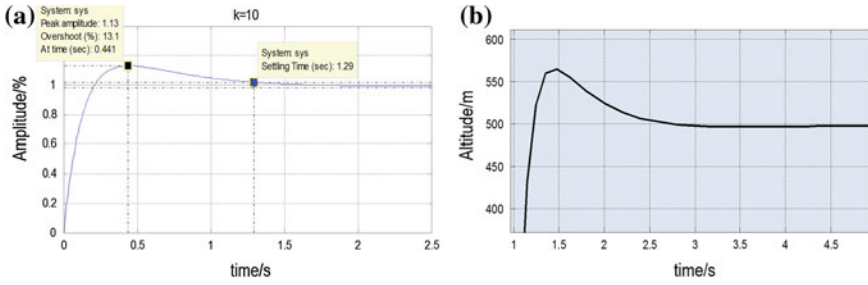 (a)
k=10
System: sys
Peak amplitude: 1.13
Overshoot (%): 13.1
At time (sec): 0.441
System: sys
Settling Time (sec): 1.29
Amplitude/%
1
0.8
0.6
0.4
0.2
0
0 0.5 1 1.5 2 2.5
time/s
(b)
Altitude/m
600
550
500
450
400
1 1.5 2 2.5 3 3.5 4 4.5
time/s